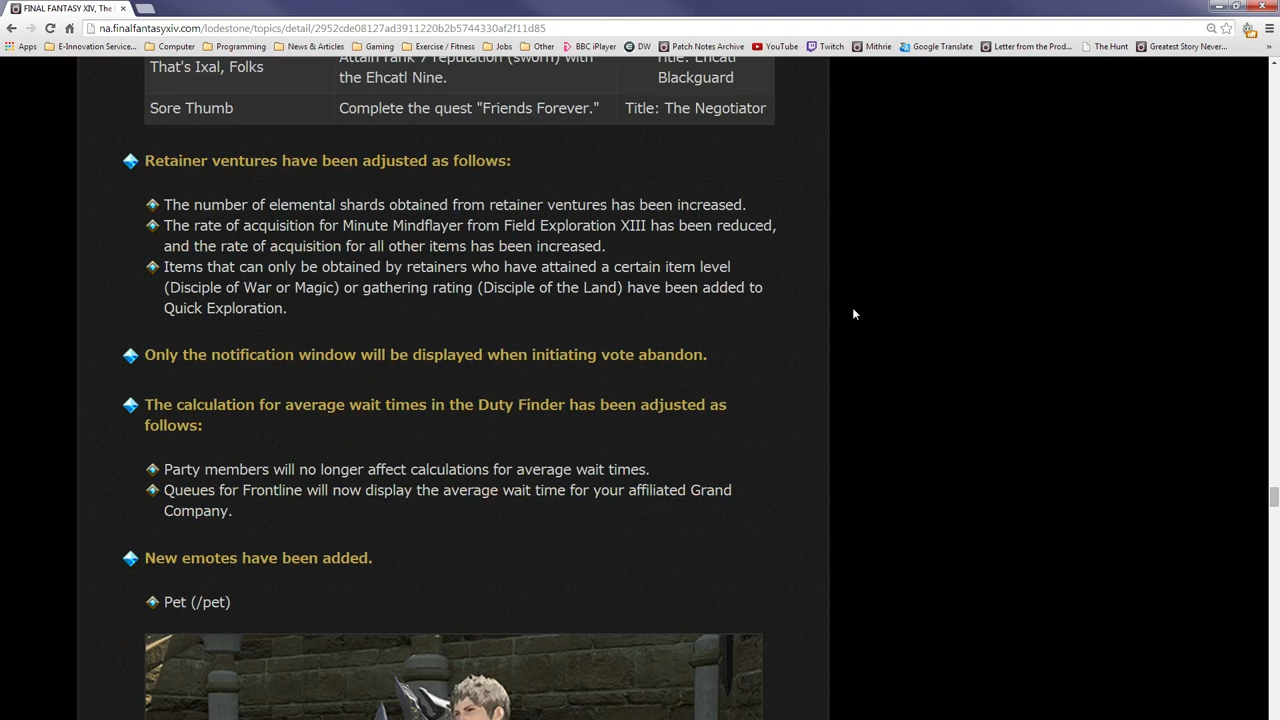 FINAL FANTASY XIV, The
na.finalfantasyxiv.com/lodestone/topics/detail/2952cde08127ad3911220b2b5744330af2f11d85
Apps E-Innovation Service... Computer Programming News & Articles Gaming Exercise / Fitness Jobs Other BBC iPlayer DW Patch Notes Archive YouTube Twitch Mithrie Google Translate Letter from the Prod... The Hunt Greatest Story Never...
Attain rank 7 reputation (sworn) with Title: Ehcatl
That's Ixal, Folks
the Ehcatl Nine. Blackguard
Sore Thumb Complete the quest "Friends Forever." Title: The Negotiator
Retainer ventures have been adjusted as follows:
The number of elemental shards obtained from retainer ventures has been increased.
The rate of acquisition for Minute Mindflayer from Field Exploration XIII has been reduced,
and the rate of acquisition for all other items has been increased.
Items that can only be obtained by retainers who have attained a certain item level
(Disciple of War or Magic) or gathering rating (Disciple of the Land) have been added to
Quick Exploration.
Only the notification window will be displayed when initiating vote abandon.
The calculation for average wait times in the Duty Finder has been adjusted as
follows:
Party members will no longer affect calculations for average wait times.
Queues for Frontline will now display the average wait time for your affiliated Grand
Company.
New emotes have been added.
Pet (/pet)